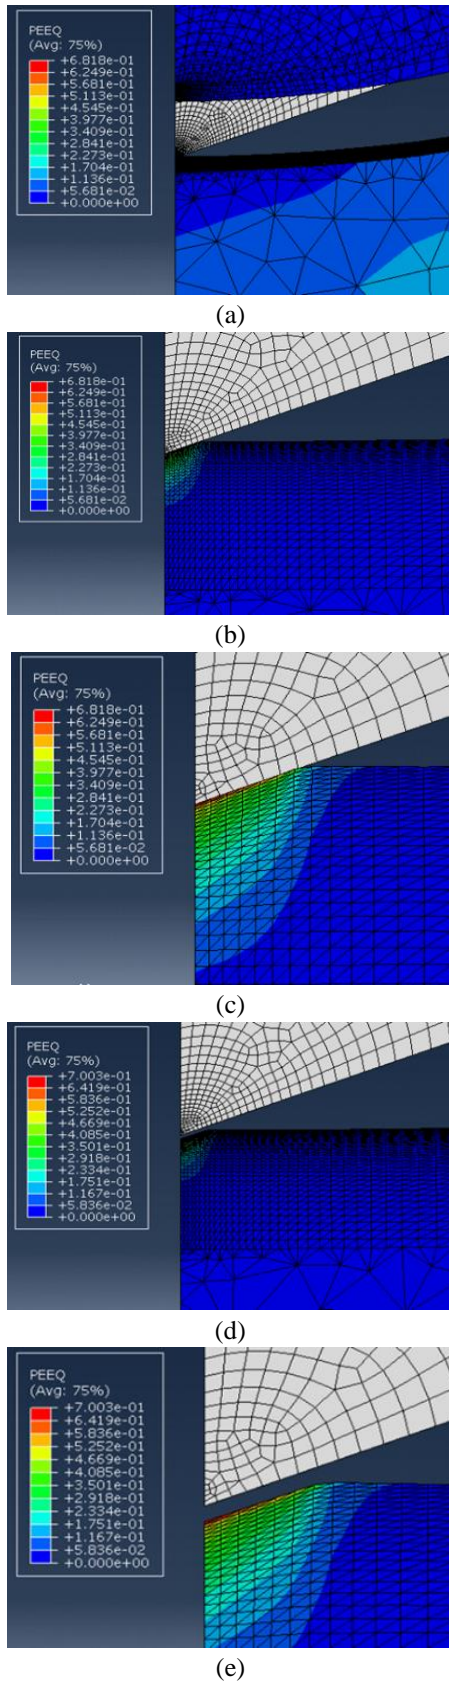 PEEQ
(Avg: 75%)
+6.818e-01
+6.249e-01
+5.681e-01
+5.113e-01
+4.545e-01
+3.977e-01
+3.409e-01
+2.841e-01
+2.273e-01
+1.704e-01
+1.136e-01
+5.681e-02
+0.000e+00
(a)
PEEQ
(Avg: 75%)
+6.818e-01
+6.249e-01
+5.681e-01
+5.113e-01
+4.545e-01
+3.977e-01
+3.409e-01
+2.841e-01
+2.273e-01
+1.704e-01
+1.136e-01
+5.681e-02
+0.000e+00
(b)
PEEQ
(Avg: 75%)
+6.818e-01
+6.249e-01
+5.681e-01
+5.113e-01
+4.545e-01
+3.977e-01
+3.409e-01
+2.841e-01
+2.273e-01
+1.704e-01
+1.136e-01
+5.681e-02
+0.000e+00
(c)
PEEQ
(Avg: 75%)
+7.003e-01
+6.419e-01
+5.836e-01
+5.252e-01
+4.669e-01
+4.085e-01
+3.501e-01
+2.918e-01
+2.334e-01
+1.751e-01
+1.167e-01
+5.836e-02
+0.000e+00
(d)
PEEQ
(Avg: 75%)
+7.003e-01
+6.419e-01
+5.836e-01
+5.252e-01
+4.669e-01
+4.085e-01
+3.501e-01
+2.918e-01
+2.334e-01
+1.751e-01
+1.167e-01
+5.836e-02
+0.000e+00
(e)